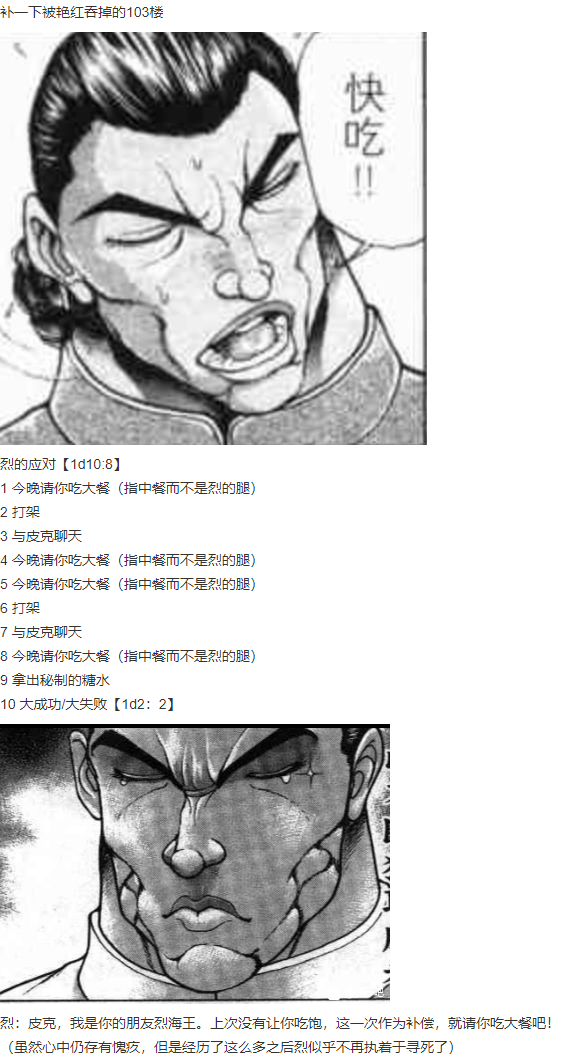 补一下被艳红吞掉的103楼
快
吃
!!
烈的应对【1d10:8】
1 今晚请你吃大餐（指中餐而不是烈的腿）
2 打架
3 与皮克聊天
4 今晚请你吃大餐（指中餐而不是烈的腿）
5 今晚请你吃大餐（指中餐而不是烈的腿）
6 打架
7 与皮克聊天
8 今晚请你吃大餐（指中餐而不是烈的腿）
9 拿出秘制的糖水
10 大成功/大失败【1d2：2】
烈：皮克，我是你的朋友烈海王。上次没有让你吃饱，这一次作为补偿，就请你吃大餐吧！
（虽然心中仍存有愧疚，但是经历了这么多之后烈似乎不再执着于寻死了）